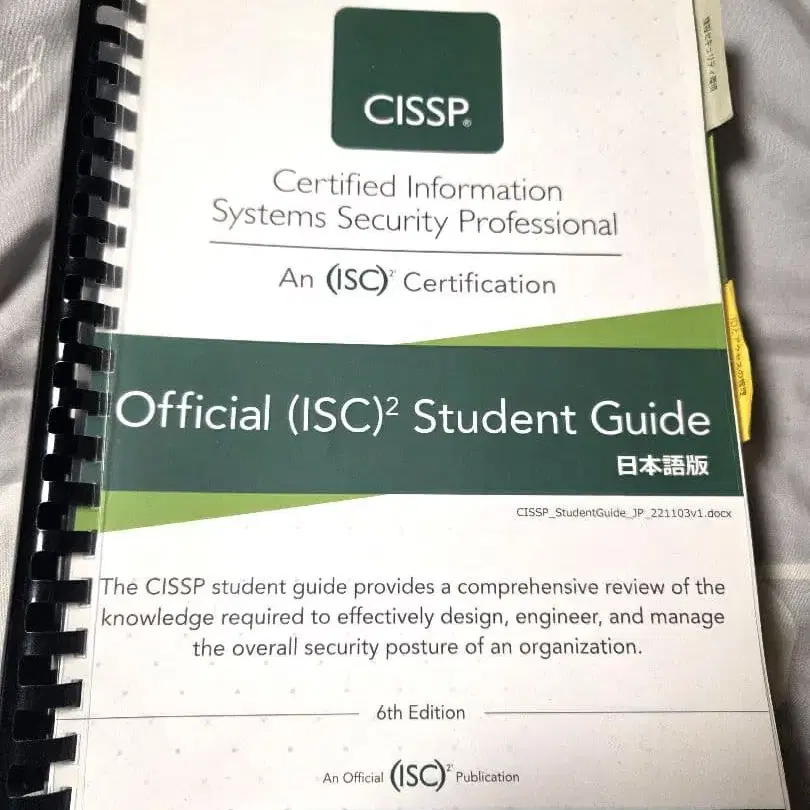 CISSP®
Certified Information
Systems Security Professional
An (ISC)² Certification
Official (ISC)² Student Guide
日本語版
CISSP_StudentGuide_JP_221103v1.docx
The CISSP student guide provides a comprehensive review of the
knowledge required to effectively design, engineer, and manage
the overall security posture of an organization.
6th Edition
An Official (ISC)²® Publication